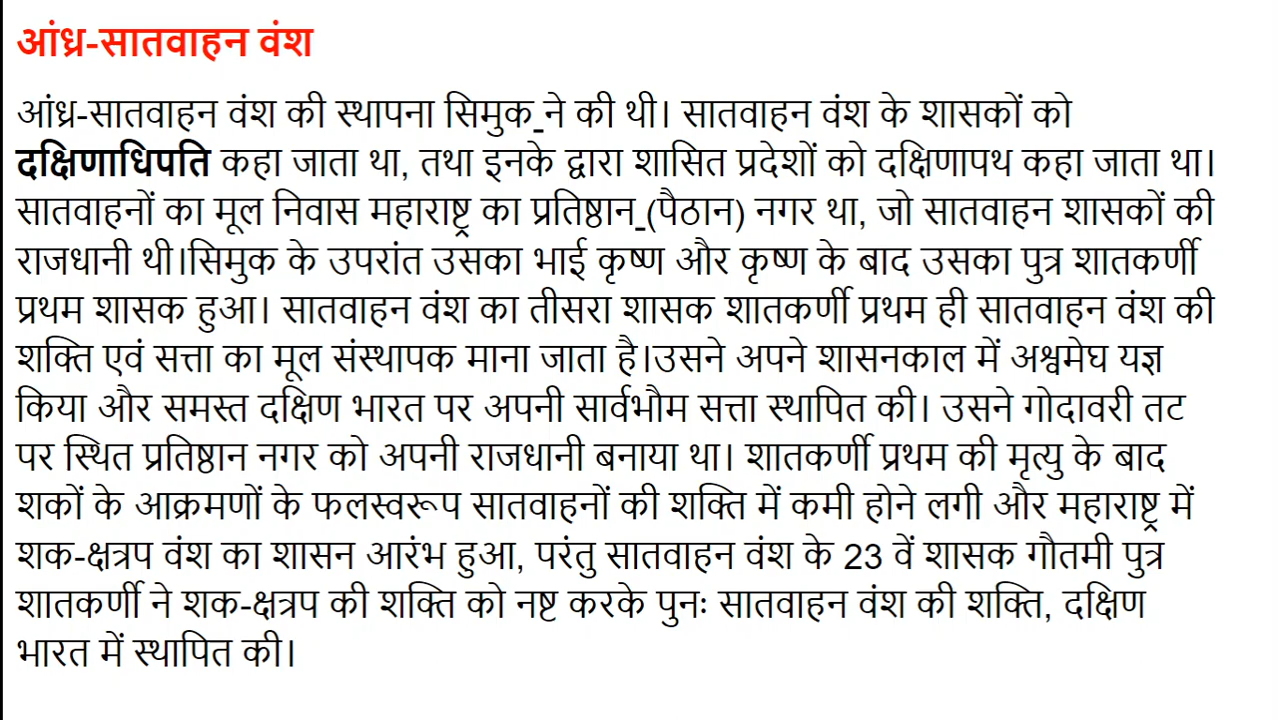 आंध्र-सातवाहन वंश
आंध्र-सातवाहन वंश की स्थापना सिमुक_ने की थी। सातवाहन वंश के शासकों को
दक्षिणाधिपति कहा जाता था, तथा इनके द्वारा शासित प्रदेशों को दक्षिणापथ कहा जाता था।
सातवाहनों का मूल निवास महाराष्ट्र का प्रतिष्ठान_(पैठान) नगर था, जो सातवाहन शासकों की
राजधानी थी।सिमुक के उपरांत उसका भाई कृष्ण और कृष्ण के बाद उसका पुत्र शातकर्णी
प्रथम शासक हुआ। सातवाहन वंश का तीसरा शासक शातकर्णी प्रथम ही सातवाहन वंश की
शक्ति एवं सत्ता का मूल संस्थापक माना जाता है।उसने अपने शासनकाल में अश्वमेघ यज्ञ
किया और समस्त दक्षिण भारत पर अपनी सार्वभौम सत्ता स्थापित की। उसने गोदावरी तट
पर स्थित प्रतिष्ठान नगर को अपनी राजधानी बनाया था। शातकर्णी प्रथम की मृत्यु के बाद
शकों के आक्रमणों के फलस्वरूप सातवाहनों की शक्ति में कमी होने लगी और महाराष्ट्र में
शक-क्षत्रप वंश का शासन आरंभ हुआ, परंतु सातवाहन वंश के 23 वें शासक गौतमी पुत्र
शातकर्णी ने शक-क्षत्रप की शक्ति को नष्ट करके पुनः सातवाहन वंश की शक्ति, दक्षिण
भारत में स्थापित की।